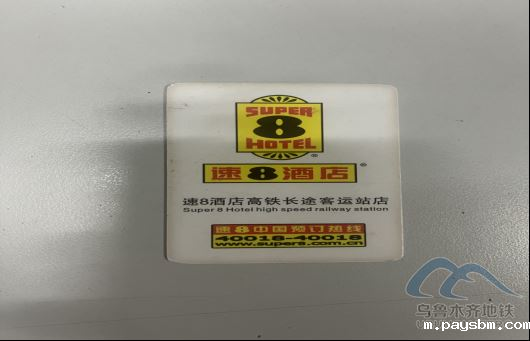 SUPER
8
HOTEL
®
速8酒店®
速8酒店高铁长途客运站店
Super 8 Hotel high speed railway station
速8中国预订热线
40018-40018
www.super8.com.cn
乌鲁木齐地铁
m.paysbm.com